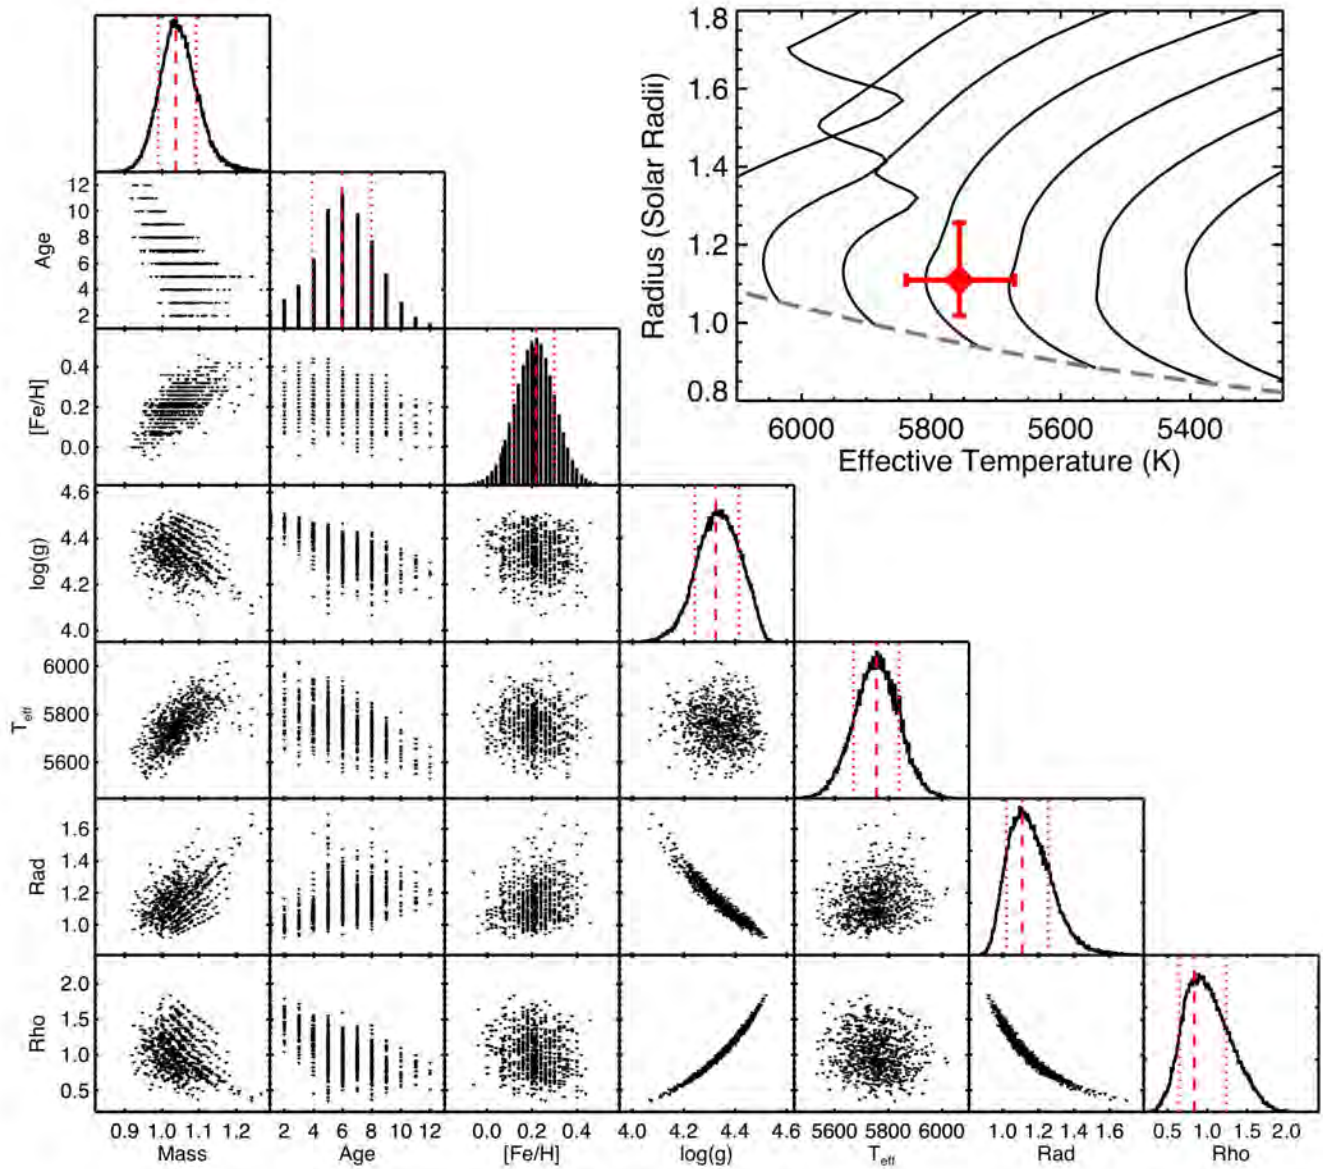 1.8
1.6
1.4
1.2
1.0
0.8
Radius (Solar Radii)
6000 5800 5600 5400
Effective Temperature (K)
12
10
8
6
4
2
Age
0.4
0.2
0.0
[Fe/H]
4.6
4.4
4.2
4.0
log(g)
6000
5800
5600
Teff
1.6
1.4
1.2
1.0
Rad
2.0
1.5
1.0
0.5
Rho
0.9 1.0 1.1 1.2
2 4 6 8 10 12
0.0 0.2 0.4
4.0 4.2 4.4 4.6
5600 5800 6000
1.0 1.2 1.4 1.6
0.5 1.0 1.5 2.0
Mass Age [Fe/H] log(g) Teff Rad Rho